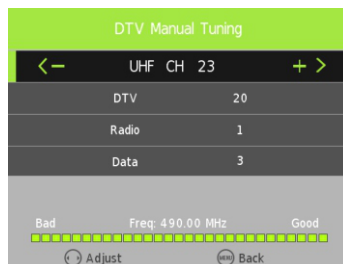 DTV Manual Tuning
<− UHF CH 23 + >
DTV 20
Radio 1
Data 3
Bad Freq: 490.00 MHz Good
Adjust MENU Back